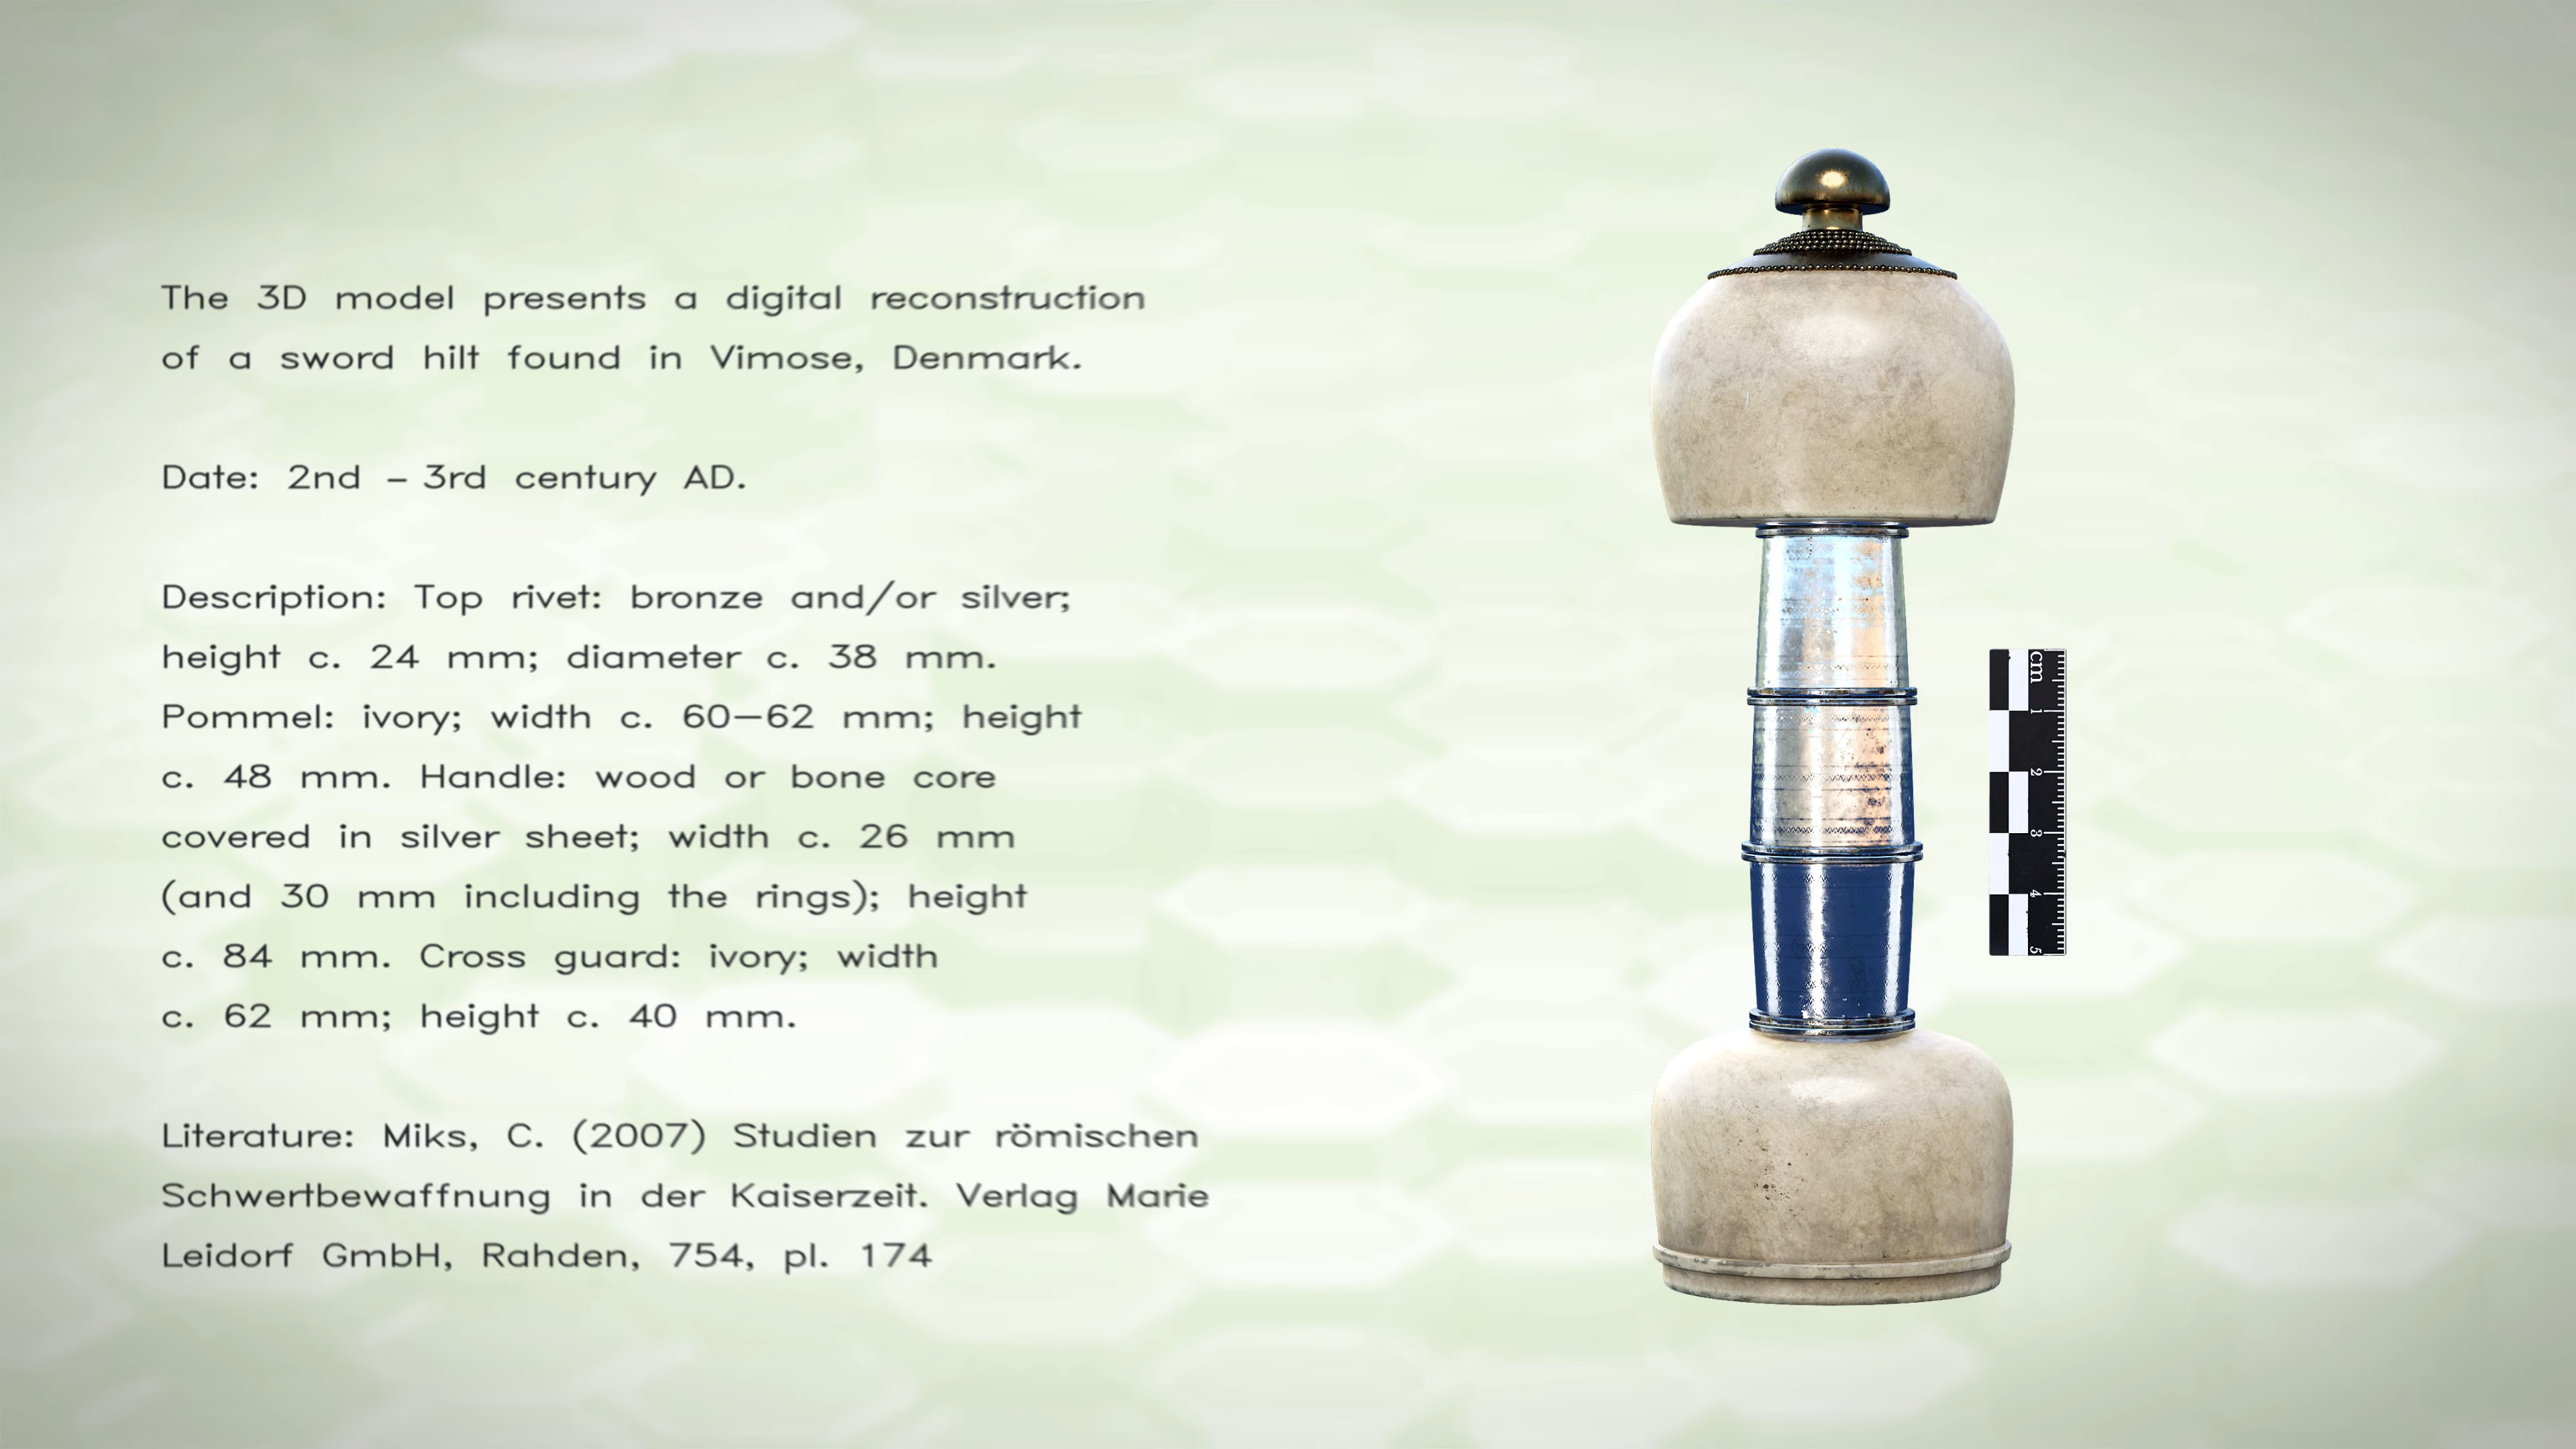 The 3D model presents a digital reconstruction
of a sword hilt found in Vimose, Denmark.
Date: 2nd – 3rd century AD.
Description: Top rivet: bronze and/or silver;
height c. 24 mm; diameter c. 38 mm.
Pommel: ivory; width c. 60–62 mm; height
c. 48 mm. Handle: wood or bone core
covered in silver sheet; width c. 26 mm
(and 30 mm including the rings); height
c. 84 mm. Cross guard: ivory; width
c. 62 mm; height c. 40 mm.
Literature: Miks, C. (2007) Studien zur römischen
Schwertbewaffnung in der Kaiserzeit. Verlag Marie
Leidorf GmbH, Rahden, 754, pl. 174
cm
1
2
3
4
5